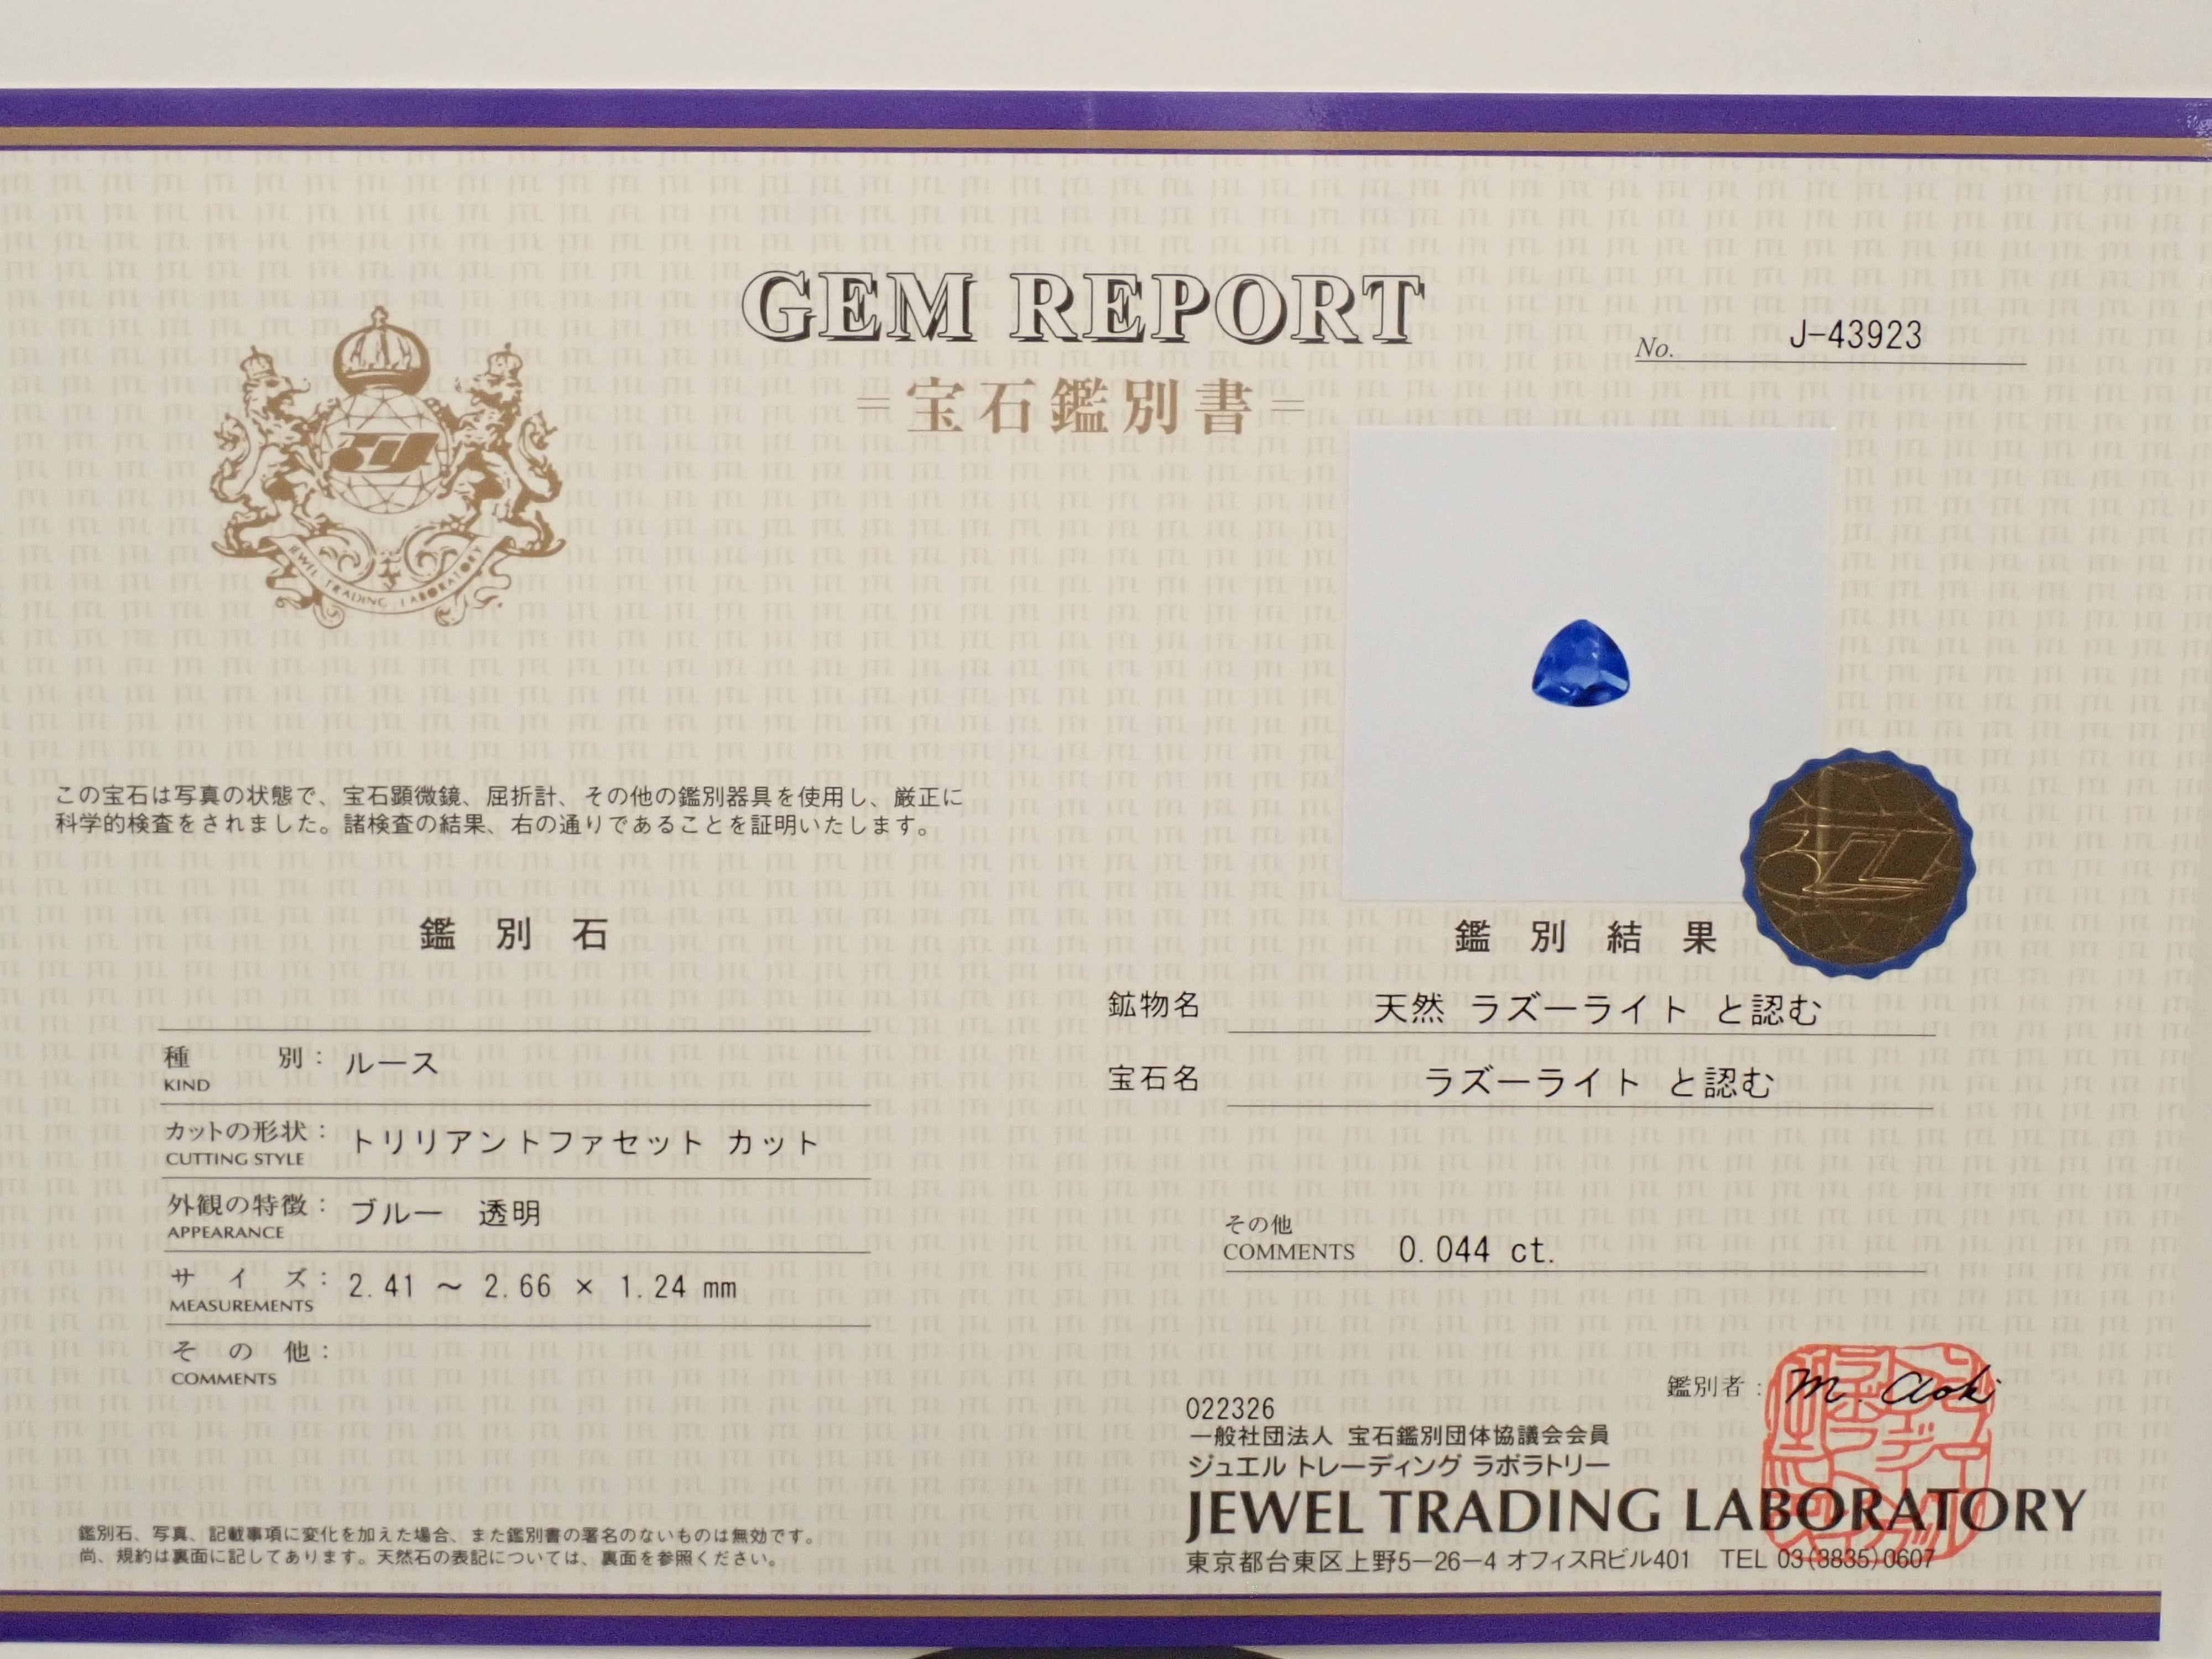 GEM REPORT
No. J-43923
=宝石鑑別書=
JEWEL TRADING LABORATORY
この宝石は写真の状態で、宝石顕微鏡、屈折計、その他の鑑別器具を使用し、厳正に
科学的検査をされました。諸検査の結果、右の通りであることを証明いたします。
鑑別石
種別: ルース
KIND
カットの形状: トリリアントファセット カット
CUTTING STYLE
外観の特徴: ブルー 透明
APPEARANCE
サイズ: 2.41 ～ 2.66 × 1.24 mm
MEASUREMENTS
その他:
COMMENTS
鑑別石、写真、記載事項に変化を加えた場合、また鑑別書の署名のないものは無効です。
尚、規約は裏面に記してあります。天然石の表記については、裏面を参照ください。
鑑別結果
鉱物名 天然 ラズーライト と認む
宝石名 ラズーライト と認む
その他
COMMENTS 0.044 ct.
鑑別者: M. Aoki
022326
一般社団法人 宝石鑑別団体協議会会員
ジュエル トレーディング ラボラトリー
JEWEL TRADING LABORATORY
東京都台東区上野5－26－4 オフィスRビル401 TEL 03(3835)0607